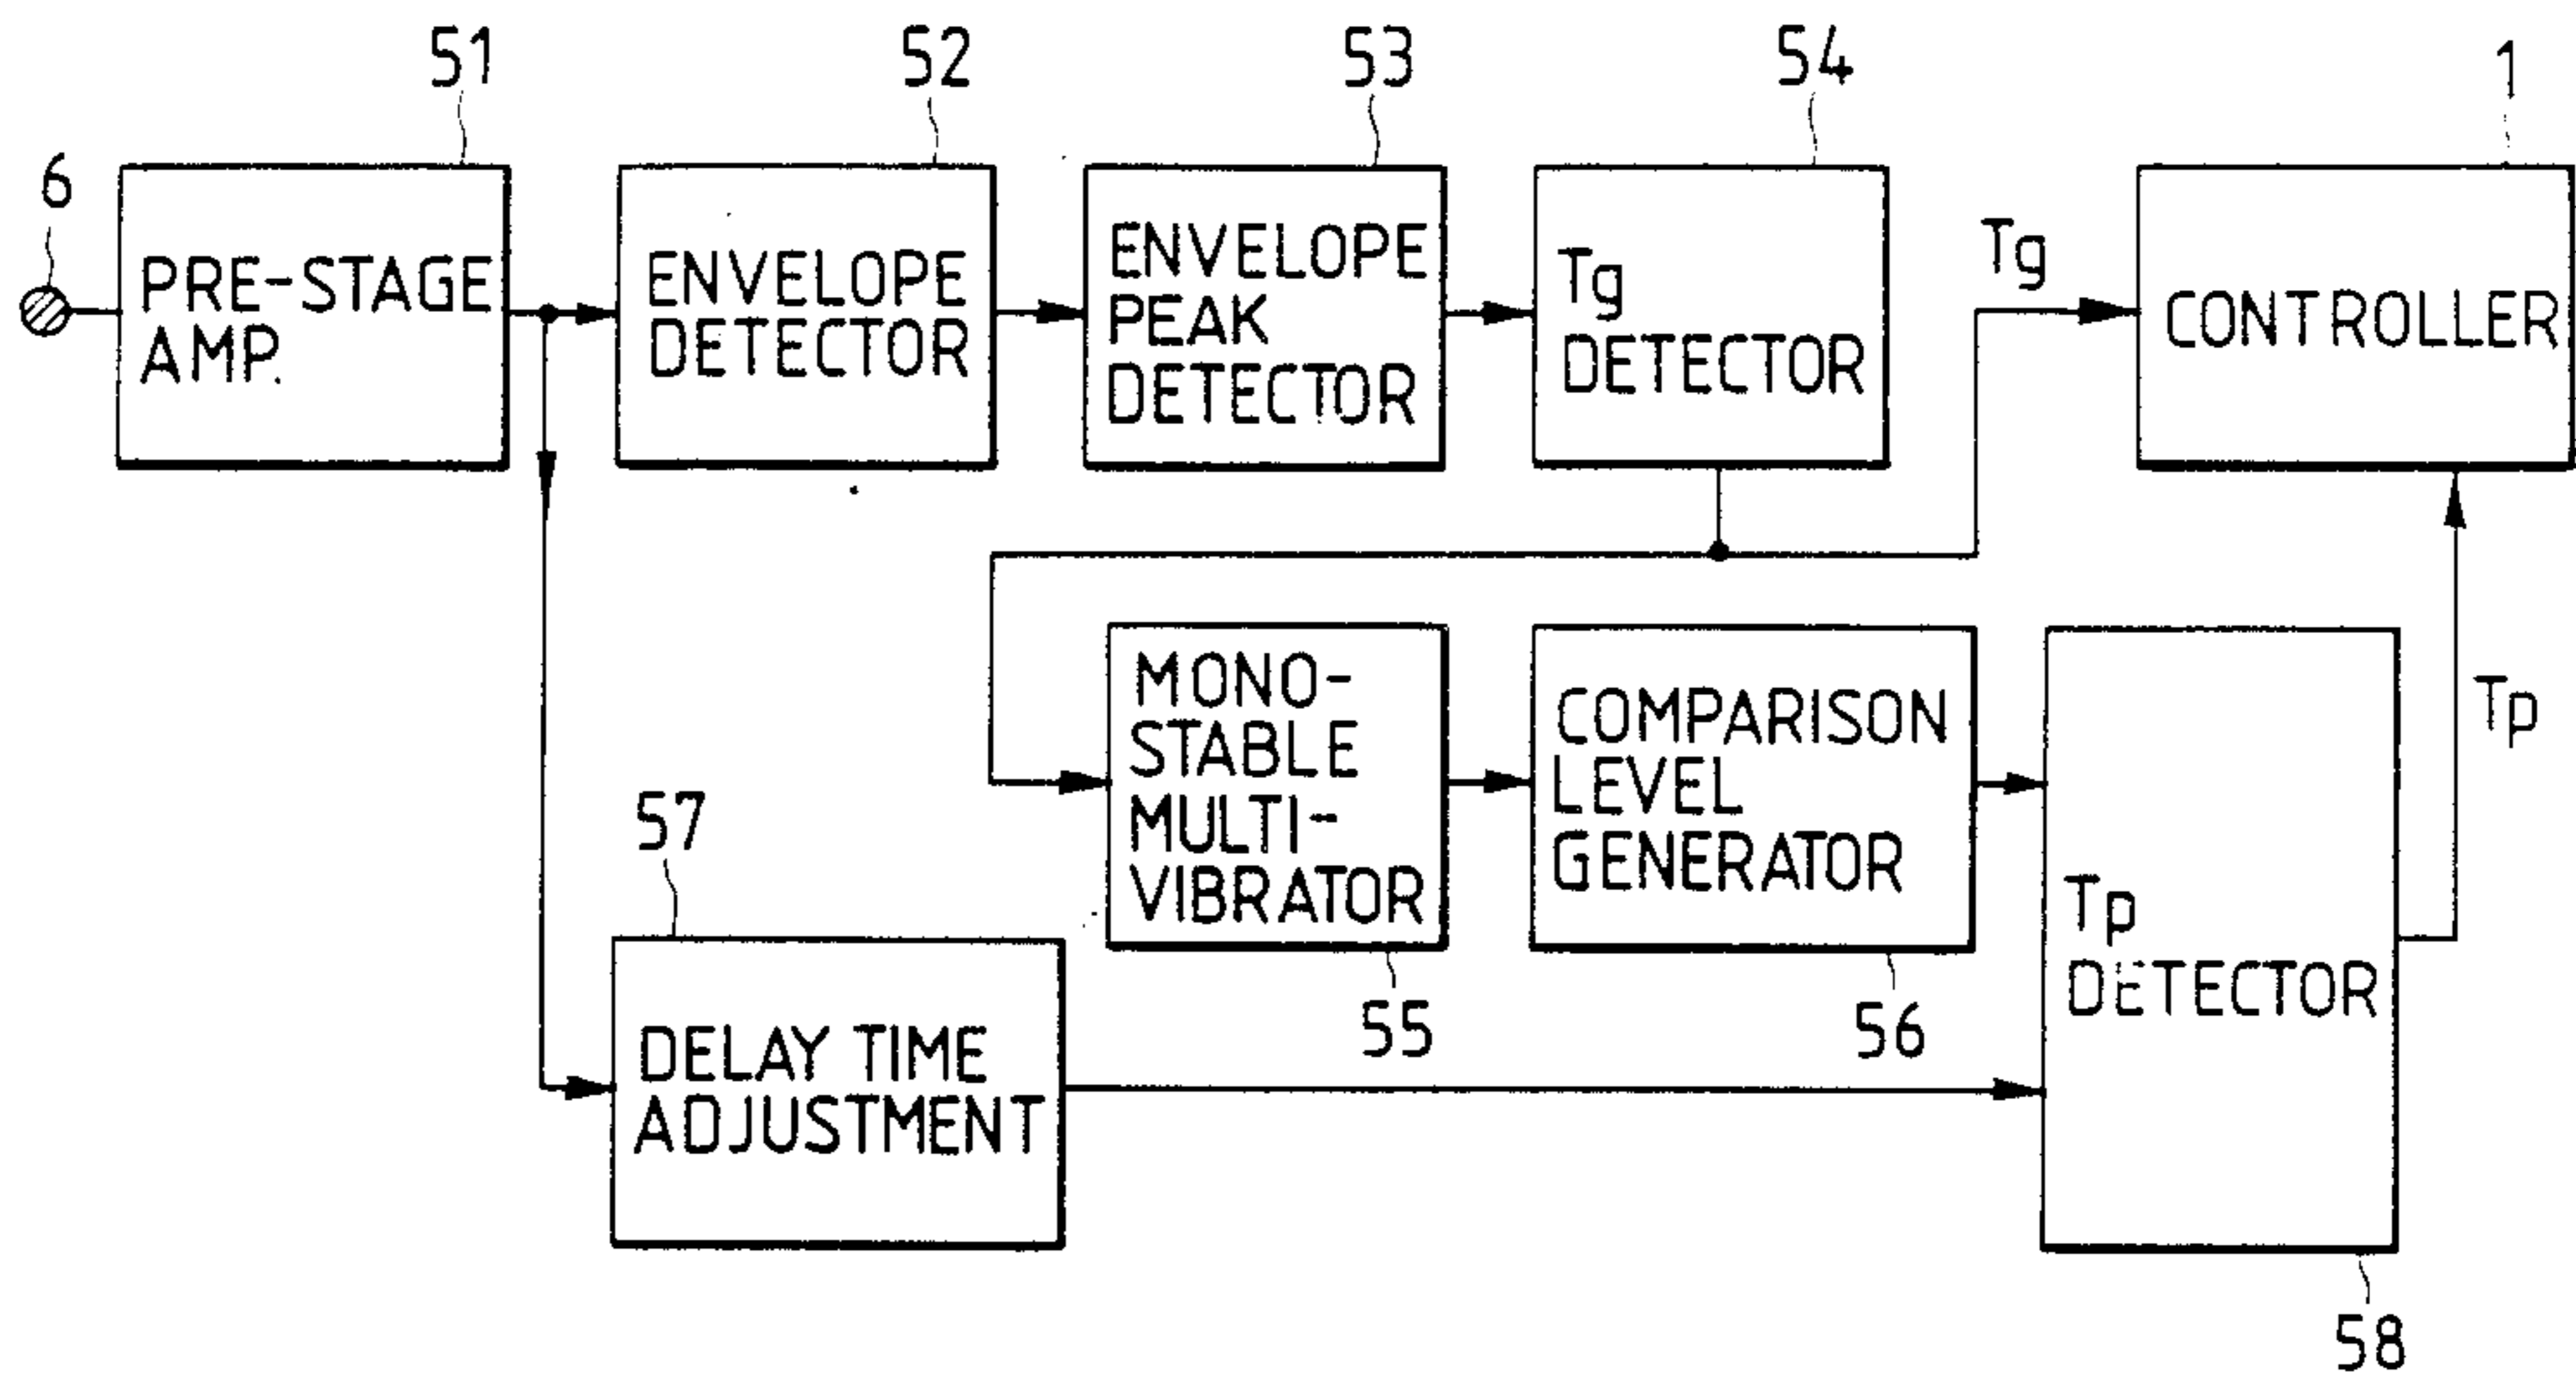 51
52
53
54
1
6
PRE-STAGE
AMP.
ENVELOPE
DETECTOR
ENVELOPE
PEAK
DETECTOR
Tg
DETECTOR
Tg
CONTROLLER
MONO-
STABLE
MULTI-
VIBRATOR
COMPARISON
LEVEL
GENERATOR
Tp
DETECTOR
Tp
57
55
56
DELAY TIME
ADJUSTMENT
58